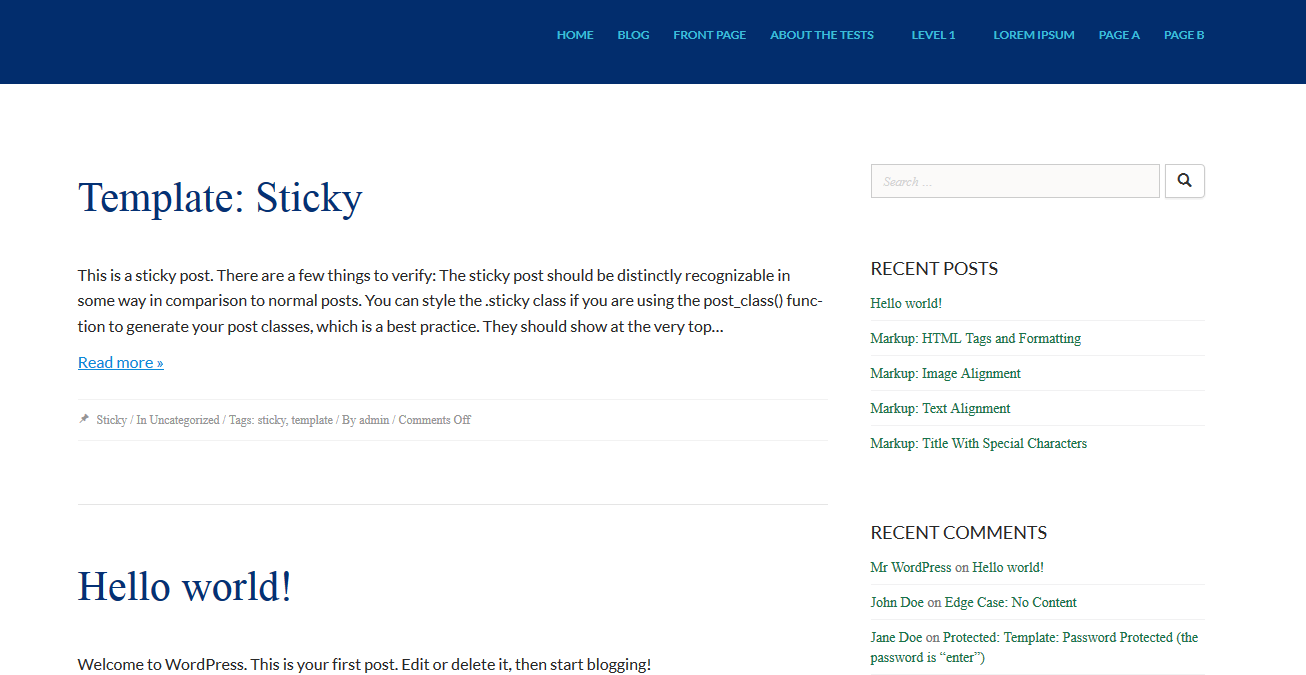 HOME BLOG FRONT PAGE ABOUT THE TESTS LEVEL 1 LOREM IPSUM PAGE A PAGE B
Template: Sticky
This is a sticky post. There are a few things to verify: The sticky post should be distinctly recognizable in
some way in comparison to normal posts. You can style the .sticky class if you are using the post_class() func-
tion to generate your post classes, which is a best practice. They should show at the very top…
Read more »
Sticky / In Uncategorized / Tags: sticky, template / By admin / Comments Off
Hello world!
Welcome to WordPress. This is your first post. Edit or delete it, then start blogging!
Search …
RECENT POSTS
Hello world!
Markup: HTML Tags and Formatting
Markup: Image Alignment
Markup: Text Alignment
Markup: Title With Special Characters
RECENT COMMENTS
Mr WordPress on Hello world!
John Doe on Edge Case: No Content
Jane Doe on Protected: Template: Password Protected (the
password is “enter”)